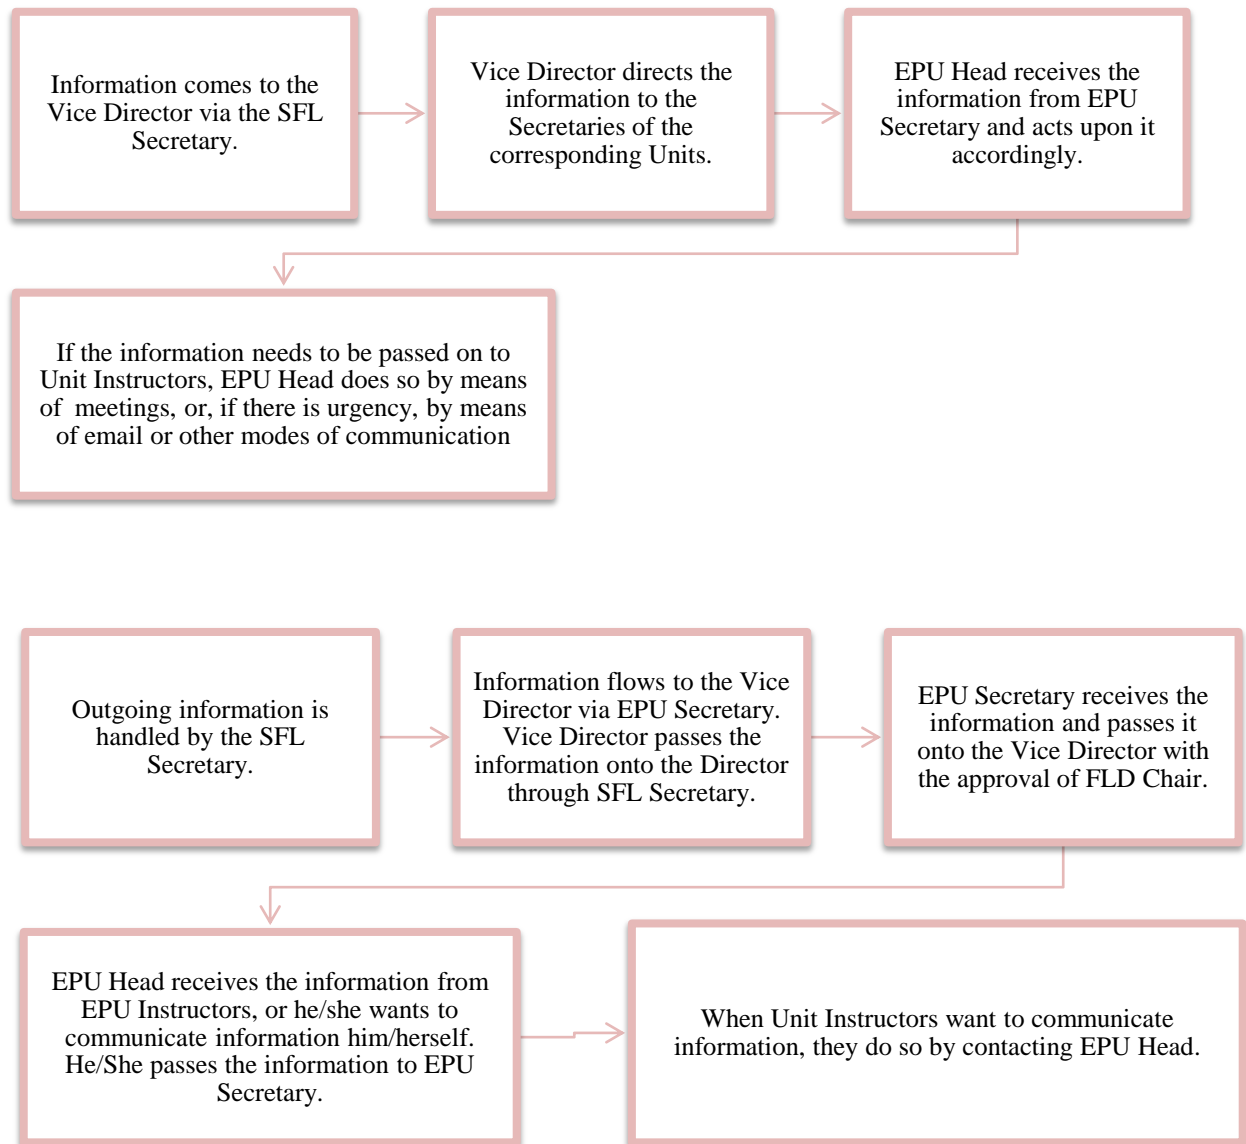 Information comes to the
Vice Director via the SFL
Secretary.
Vice Director directs the
information to the
Secretaries of the
corresponding Units.
EPU Head receives the
information from EPU
Secretary and acts upon it
accordingly.
If the information needs to be passed on to
Unit Instructors, EPU Head does so by means
of  meetings, or, if there is urgency, by means
of email or other modes of communication
Outgoing information is
handled by the SFL
Secretary.
Information flows to the Vice
Director via EPU Secretary.
Vice Director passes the
information onto the Director
through SFL Secretary.
EPU Secretary receives the
information and passes it
onto the Vice Director with
the approval of FLD Chair.
EPU Head receives the information from
EPU Instructors, or he/she wants to
communicate information him/herself.
He/She passes the information to EPU
Secretary.
When Unit Instructors want to communicate
information, they do so by contacting EPU Head.